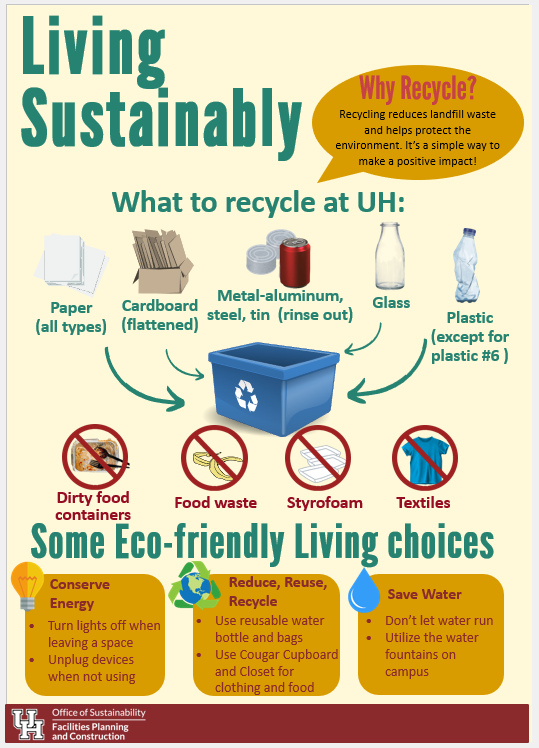 Living
Sustainably
Why Recycle?
Recycling reduces landfill waste
and helps protect the
environment. It's a simple way to
make a positive impact!
What to recycle at UH:
Paper
(all types)
Cardboard
(flattened)
Metal-aluminum,
steel, tin (rinse out)
Glass
Plastic
(except for
plastic #6 )
Dirty food
containers
Food waste
Styrofoam
Textiles
Some Eco-friendly Living choices
Conserve
Energy
• Turn lights off when
leaving a space
• Unplug devices
when not using
Reduce, Reuse,
Recycle
• Use reusable water
bottle and bags
• Use Cougar Cupboard
and Closet for
clothing and food
Save Water
• Don't let water run
• Utilize the water
fountains on
campus
UH
Office of Sustainability
Facilities Planning
and Construction